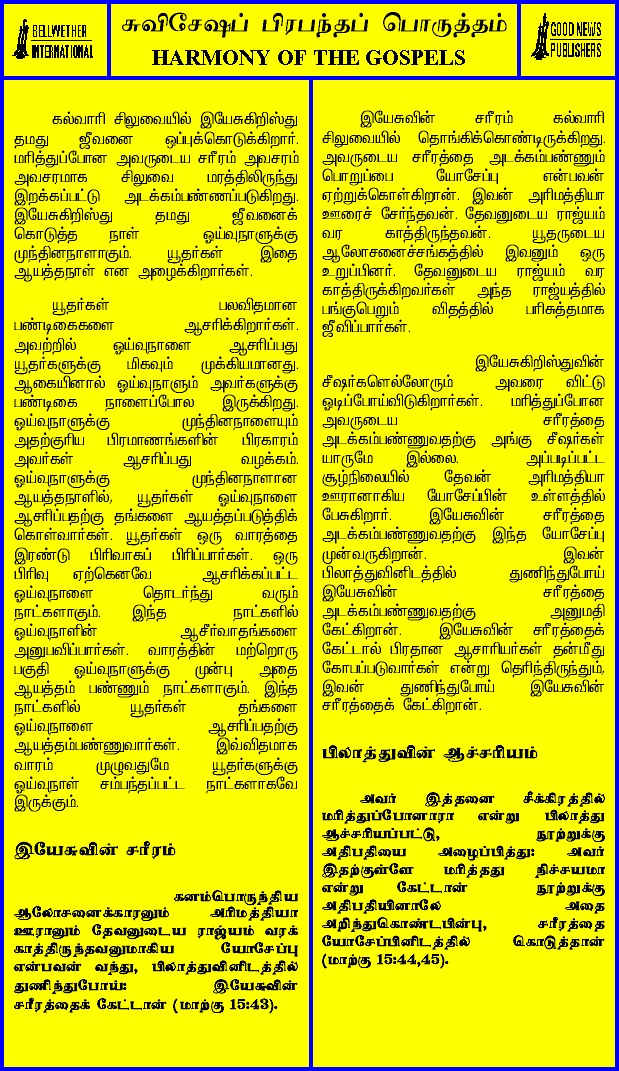 BELLWETHER
INTERNATIONAL
சுவிசேஷப் பிரபந்தப் பொருத்தம்
HARMONY OF THE GOSPELS
GOOD NEWS
PUBLISHERS
கல்வாரி சிலுவையில் இயேசுகிறிஸ்து
தமது ஜீவனை ஒப்புக்கொடுக்கிறார்.
மரித்துப்போன அவருடைய சரீரம் அவசரம்
அவசரமாக சிலுவை மரத்திலிருந்து
இறக்கப்பட்டு அடக்கம்பண்ணப்படுகிறது.
இயேசுகிறிஸ்து தமது ஜீவனைக்
கொடுத்த நாள் ஓய்வுநாளுக்கு
முந்தினநாளாகும். யூதர்கள் இதை
ஆயத்தநாள் என அழைக்கிறார்கள்.
யூதர்கள் பலவிதமான
பண்டிகைகளை ஆசரிக்கிறார்கள்.
அவற்றில் ஓய்வுநாளை ஆசரிப்பது
யூதர்களுக்கு மிகவும் முக்கியமானது.
ஆகையினால் ஓய்வுநாளும் அவர்களுக்கு
பண்டிகை நாளைப்போல இருக்கிறது.
ஓய்வுநாளுக்கு முந்தினநாளையும்
அதற்குரிய பிரமாணங்களின் பிரகாரம்
அவர்கள் ஆசரிப்பது வழக்கம்.
ஓய்வுநாளுக்கு முந்தினநாளான
ஆயத்தநாளில், யூதர்கள் ஓய்வுநாளை
ஆசரிப்பதற்கு தங்களை ஆயத்தப்படுத்திக்
கொள்வார்கள். யூதர்கள் ஒரு வாரத்தை
இரண்டு பிரிவாகப் பிரிப்பார்கள். ஒரு
பிரிவு ஏற்கெனவே ஆசரிக்கப்பட்ட
ஓய்வுநாளை தொடர்ந்து வரும்
நாட்களாகும். இந்த நாட்களில்
ஓய்வுநாளின் ஆசீர்வாதங்களை
அனுபவிப்பார்கள். வாரத்தின் மற்றொரு
பகுதி ஓய்வுநாளுக்கு முன்பு அதை
ஆயத்தம் பண்ணும் நாட்களாகும். இந்த
நாட்களில் யூதர்கள் தங்களை
ஓய்வுநாளை ஆசரிப்பதற்கு
ஆயத்தம்பண்ணுவார்கள். இவ்விதமாக
வாரம் முழுவதுமே யூதர்களுக்கு
ஓய்வுநாள் சம்பந்தப்பட்ட நாட்களாகவே
இருக்கும்.
இயேசுவின் சரீரம்
கனம்பொருந்திய
ஆலோசனைக்காரனும் அரிமத்தியா
ஊரானும் தேவனுடைய ராஜ்யம் வரக்
காத்திருந்தவனுமாகிய யோசேப்பு
என்பவன் வந்து, பிலாத்துவினிடத்தில்
துணிந்துபோய்: இயேசுவின்
சரீரத்தைக் கேட்டான் (மாற்கு 15:43).
இயேசுவின் சரீரம் கல்வாரி
சிலுவையில் தொங்கிக்கொண்டிருக்கிறது.
அவருடைய சரீரத்தை அடக்கம்பண்ணும்
பொறுப்பை யோசேப்பு என்பவன்
ஏற்றுக்கொள்கிறான். இவன் அரிமத்தியா
ஊரைச் சேர்ந்தவன். தேவனுடைய ராஜ்யம்
வர காத்திருந்தவன். யூதருடைய
ஆலோசனைச்சங்கத்தில் இவனும் ஒரு
உறுப்பினர். தேவனுடைய ராஜ்யம் வர
காத்திருக்கிறவர்கள் அந்த ராஜ்யத்தில்
பங்குபெறும் விதத்தில் பரிசுத்தமாக
ஜீவிப்பார்கள்.
இயேசுகிறிஸ்துவின்
சீஷர்களெல்லோரும் அவரை விட்டு
ஓடிப்போய்விடுகிறார்கள். மரித்துப்போன
அவருடைய சரீரத்தை
அடக்கம்பண்ணுவதற்கு அங்கு சீஷர்கள்
யாருமே இல்லை. அப்படிப்பட்ட
சூழ்நிலையில் தேவன் அரிமத்தியா
ஊரானாகிய யோசேப்பின் உள்ளத்தில்
பேசுகிறார். இயேசுவின் சரீரத்தை
அடக்கம்பண்ணுவதற்கு இந்த யோசேப்பு
முன்வருகிறான். இவன்
பிலாத்துவினிடத்தில் துணிந்துபோய்
இயேசுவின் சரீரத்தை
அடக்கம்பண்ணுவதற்கு அனுமதி
கேட்கிறான். இயேசுவின் சரீரத்தைக்
கேட்டால் பிரதான ஆசாரியர்கள் தன்மீது
கோபப்படுவார்கள் என்று தெரிந்திருந்தும்,
இவன் துணிந்துபோய் இயேசுவின்
சரீரத்தைக் கேட்கிறான்.
பிலாத்துவின் ஆச்சரியம்
அவர் இத்தனை சீக்கிரத்தில்
மரித்துப்போனாரா என்று பிலாத்து
ஆச்சரியப்பட்டு, நூற்றுக்கு
அதிபதியை அழைப்பித்து: அவர்
இதற்குள்ளே மரித்தது நிச்சயமா
என்று கேட்டான் நூற்றுக்கு
அதிபதியினாலே அதை
அறிந்துகொண்டபின்பு, சரீரத்தை
யோசேப்பினிடத்தில் கொடுத்தான்
(மாற்கு 15:44,45).